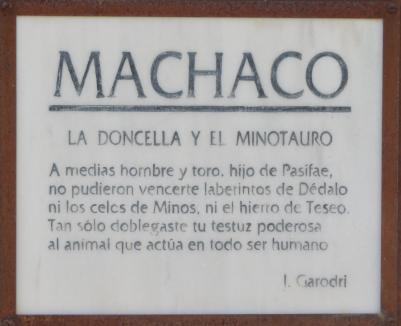 MACHACO
LA DONCELLA Y EL MINOTAURO
A medias hombre y toro, hijo de Pasifae,
no pudieron vencerte laberintos de Dédalo
ni los celos de Minos, ni el hierro de Teseo.
Tan sólo doblegaste tu testuz poderosa
al animal que actúa en todo ser humano
J. Garodri